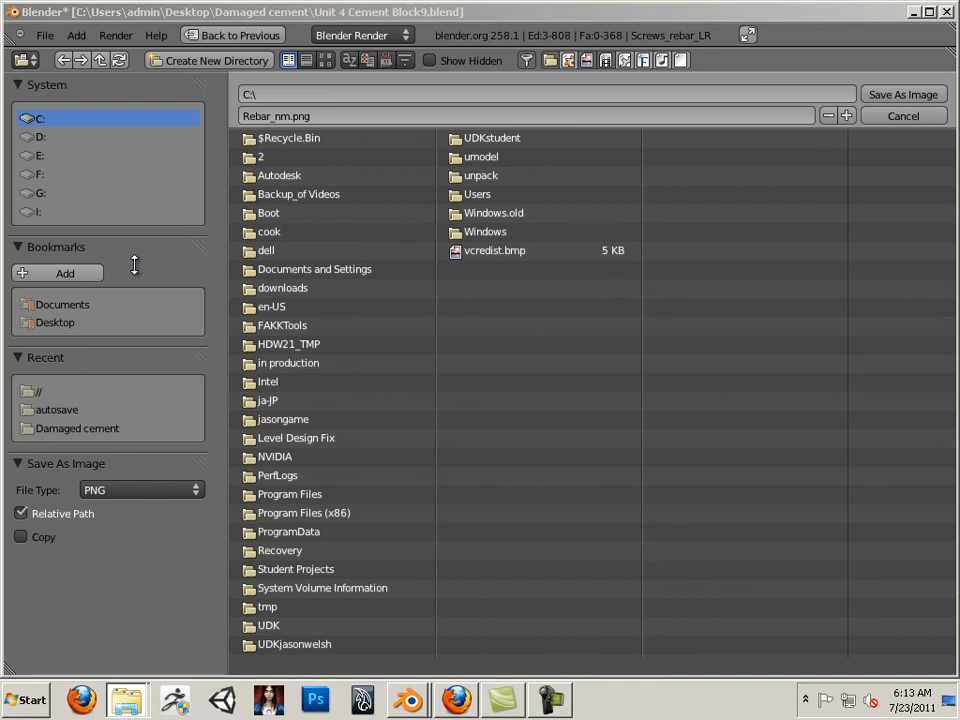 Blender* [C:\Users\admin\Desktop\Damaged cement\Unit 4 Cement Block9.blend]
File Add Render Help Back to Previous Blender Render blender.org 258.1 | Ed:3-808 | Fa:0-368 | Screws_rebar_LR
Create New Directory Show Hidden
System
C:
D:
E:
F:
G:
I:
Bookmarks
Add
Documents
Desktop
Recent
//
autosave
Damaged cement
Save As Image
File Type: PNG
Relative Path
Copy
C:\ Save As Image
Rebar_nm.png Cancel
$Recycle.Bin
2
Autodesk
Backup_of Videos
Boot
cook
dell
Documents and Settings
downloads
en-US
FAKKTools
HDW21_TMP
in production
Intel
ja-JP
jasongame
Level Design Fix
NVIDIA
PerfLogs
Program Files
Program Files (x86)
ProgramData
Recovery
Student Projects
System Volume Information
tmp
UDK
UDKjasonwelsh
UDKstudent
umodel
unpack
Users
Windows.old
Windows
vcredist.bmp 5 KB
Start Ps 6:13 AM
7/23/2011